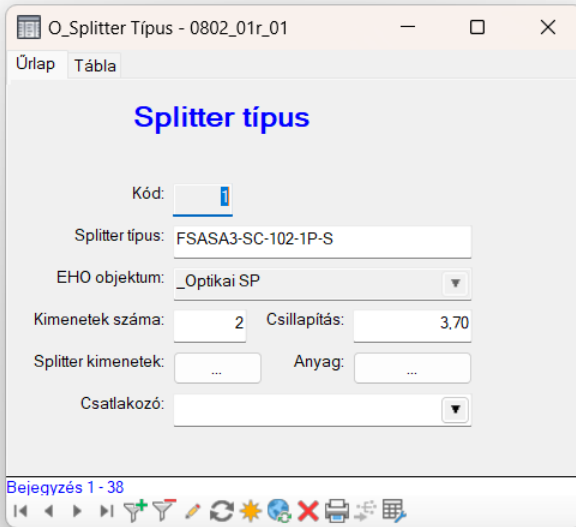 O_Splitter Típus - 0802_01r_01
Űrlap Tábla
Splitter típus
Kód: 1
Splitter típus: FSASA3-SC-102-1P-S
EHO objektum: _Optikai SP
Kimenetek száma: 2 Csillapítás: 3,70
Splitter kimenetek: ... Anyag: ...
Csatlakozó:
Bejegyzés 1 - 38